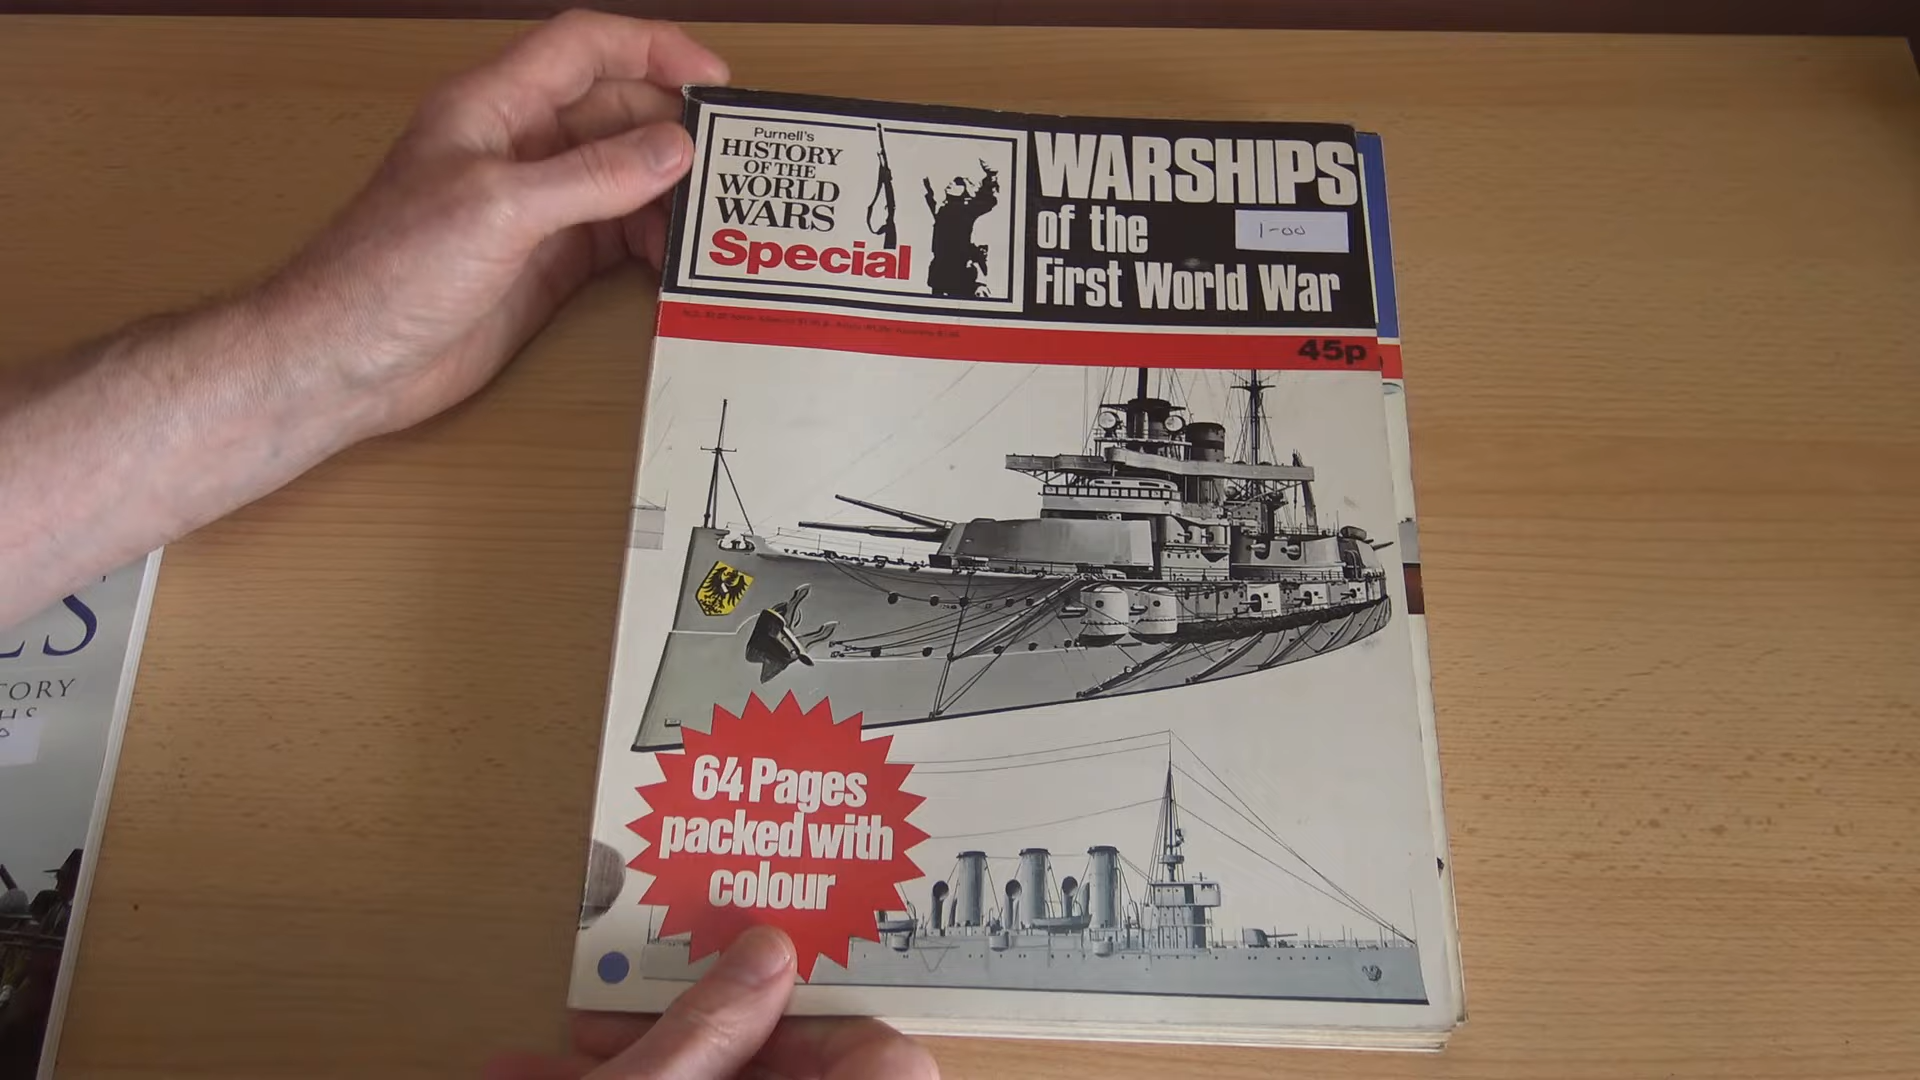 Purnell's
HISTORY
OF THE
WORLD
WARS
Special
WARSHIPS
of the
First World War
1-00
45p
64 Pages
packed with
colour
TORY